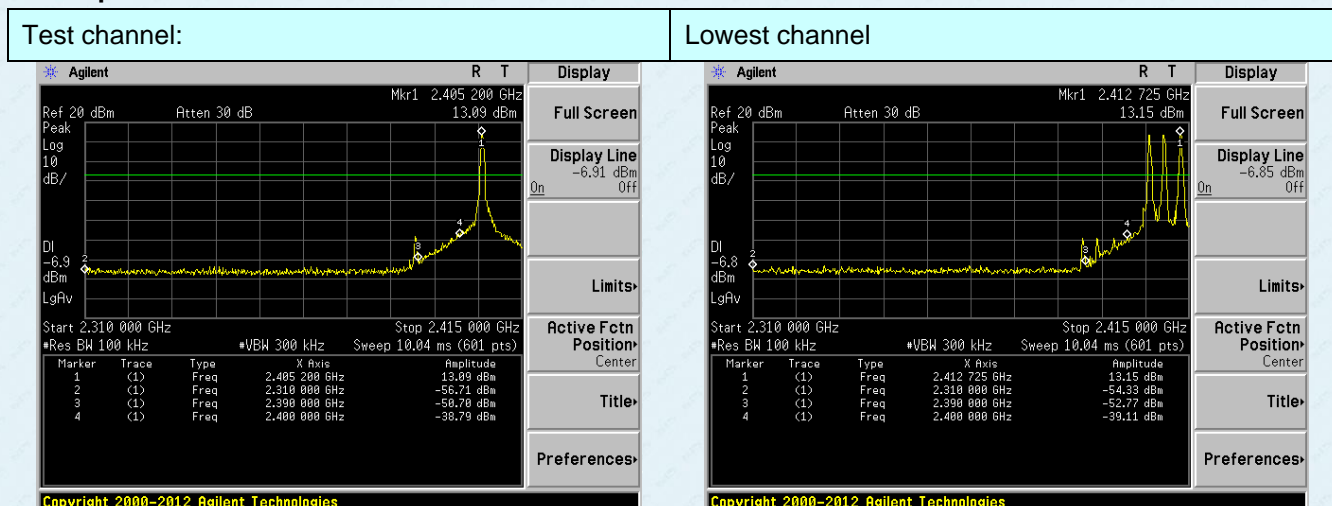 Test channel:
Lowest channel
Agilent R T
Display
Mkr1 2.405 200 GHz
Ref 20 dBm Atten 30 dB 13.09 dBm
Peak
Log
10
dB/
DI
-6.9
dBm
LgAv
1
2
3
4
Start 2.310 000 GHz Stop 2.415 000 GHz
#Res BW 100 kHz #VBW 300 kHz Sweep 10.04 ms (601 pts)
Marker Trace Type X Axis Amplitude
1 (1) Freq 2.405 200 GHz 13.09 dBm
2 (1) Freq 2.310 000 GHz -56.71 dBm
3 (1) Freq 2.390 000 GHz -50.70 dBm
4 (1) Freq 2.400 000 GHz -38.79 dBm
Copyright 2000-2012 Agilent Technologies
Full Screen
Display Line
-6.91 dBm
On Off
Limits
Active Fctn
Position
Center
Title
Preferences
Agilent R T
Display
Mkr1 2.412 725 GHz
Ref 20 dBm Atten 30 dB 13.15 dBm
Peak
Log
10
dB/
DI
-6.8
dBm
LgAv
1
2
3
4
Start 2.310 000 GHz Stop 2.415 000 GHz
#Res BW 100 kHz #VBW 300 kHz Sweep 10.04 ms (601 pts)
Marker Trace Type X Axis Amplitude
1 (1) Freq 2.412 725 GHz 13.15 dBm
2 (1) Freq 2.310 000 GHz -54.33 dBm
3 (1) Freq 2.390 000 GHz -52.77 dBm
4 (1) Freq 2.400 000 GHz -39.11 dBm
Copyright 2000-2012 Agilent Technologies
Full Screen
Display Line
-6.85 dBm
On Off
Limits
Active Fctn
Position
Center
Title
Preferences